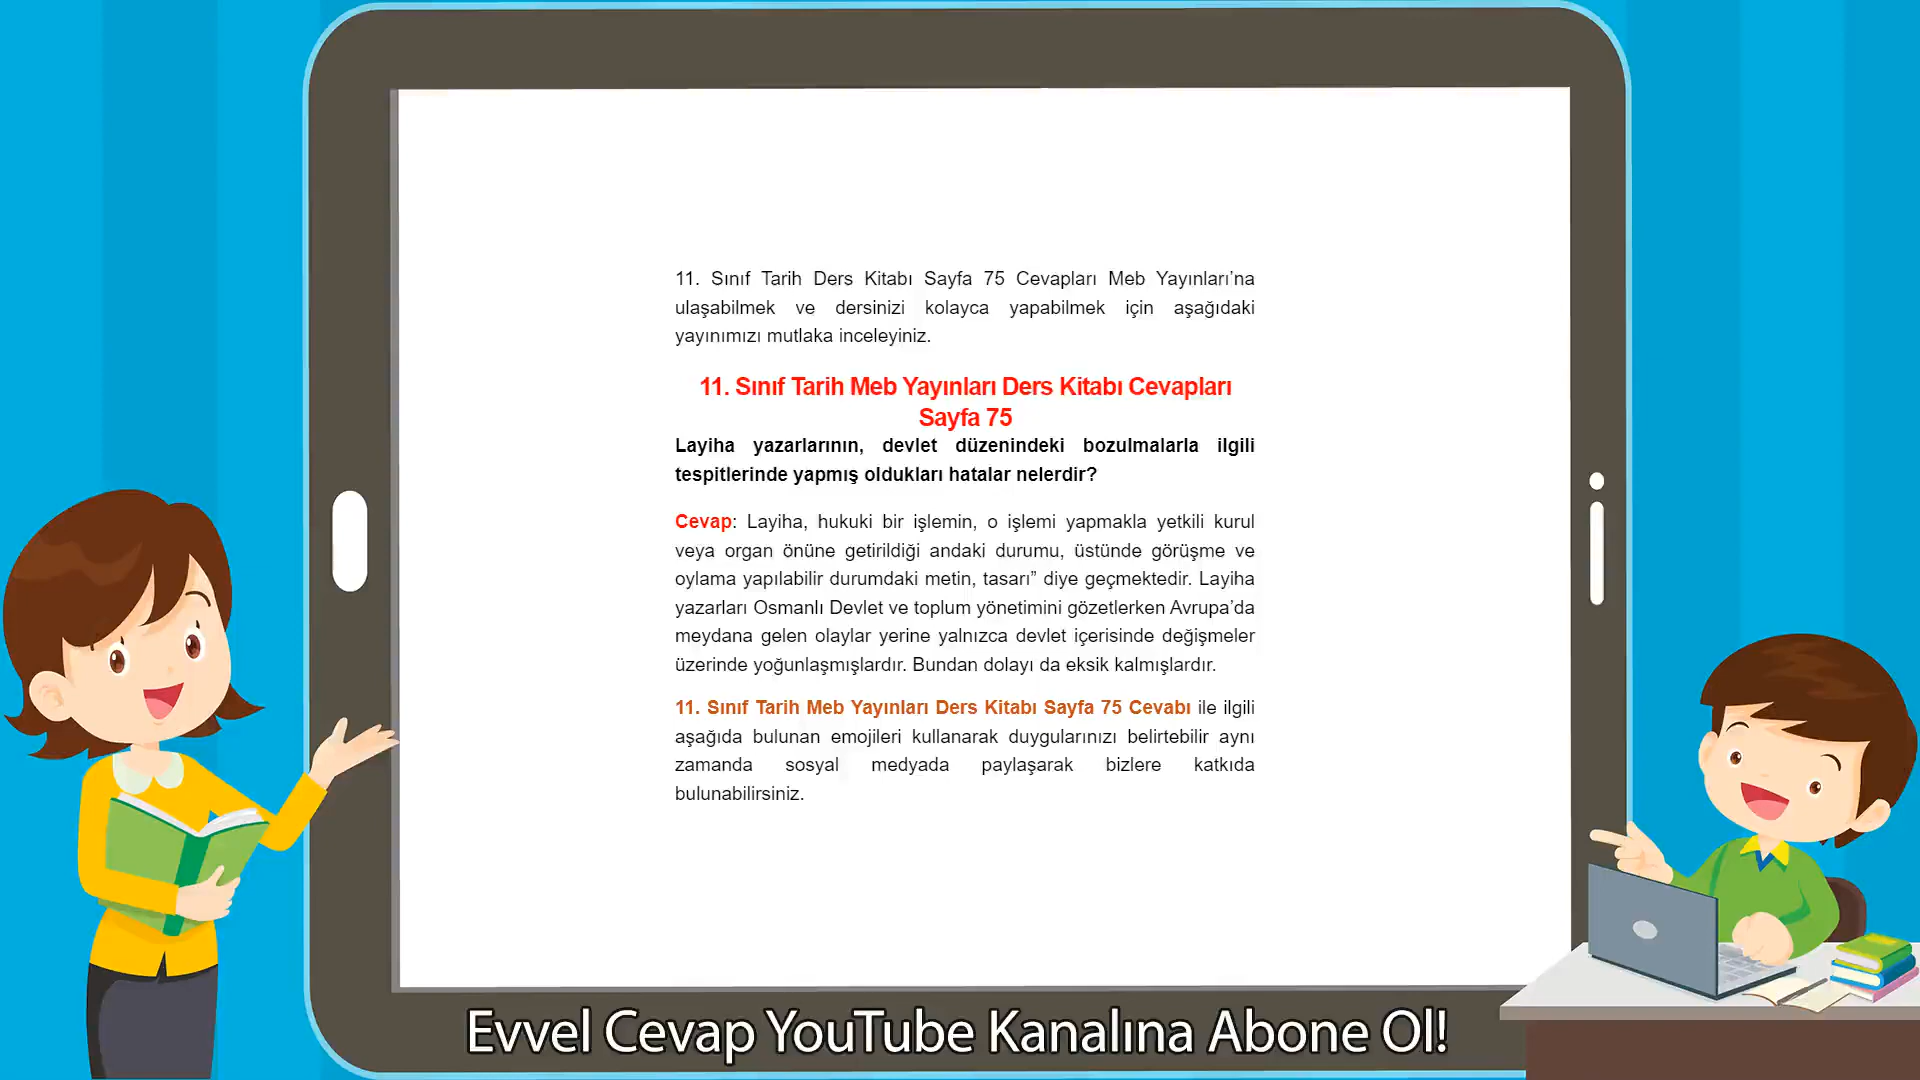 11. Sınıf Tarih Ders Kitabı Sayfa 75 Cevapları Meb Yayınları’na
ulaşabilmek ve dersinizi kolayca yapabilmek için aşağıdaki
yayınımızı mutlaka inceleyiniz.
11. Sınıf Tarih Meb Yayınları Ders Kitabı Cevapları
Sayfa 75
Layiha yazarlarının, devlet düzenindeki bozulmalarla ilgili
tespitlerinde yapmış oldukları hatalar nelerdir?
Cevap: Layiha, hukuki bir işlemin, o işlemi yapmakla yetkili kurul
veya organ önüne getirildiği andaki durumu, üstünde görüşme ve
oylama yapılabilir durumdaki metin, tasarı” diye geçmektedir. Layiha
yazarları Osmanlı Devlet ve toplum yönetimini gözetlerken Avrupa’da
meydana gelen olaylar yerine yalnızca devlet içerisinde değişmeler
üzerinde yoğunlaşmışlardır. Bundan dolayı da eksik kalmışlardır.
11. Sınıf Tarih Meb Yayınları Ders Kitabı Sayfa 75 Cevabı ile ilgili
aşağıda bulunan emojileri kullanarak duygularınızı belirtebilir aynı
zamanda sosyal medyada paylaşarak bizlere katkıda
bulunabilirsiniz.
Evvel Cevap YouTube Kanalına Abone Ol!